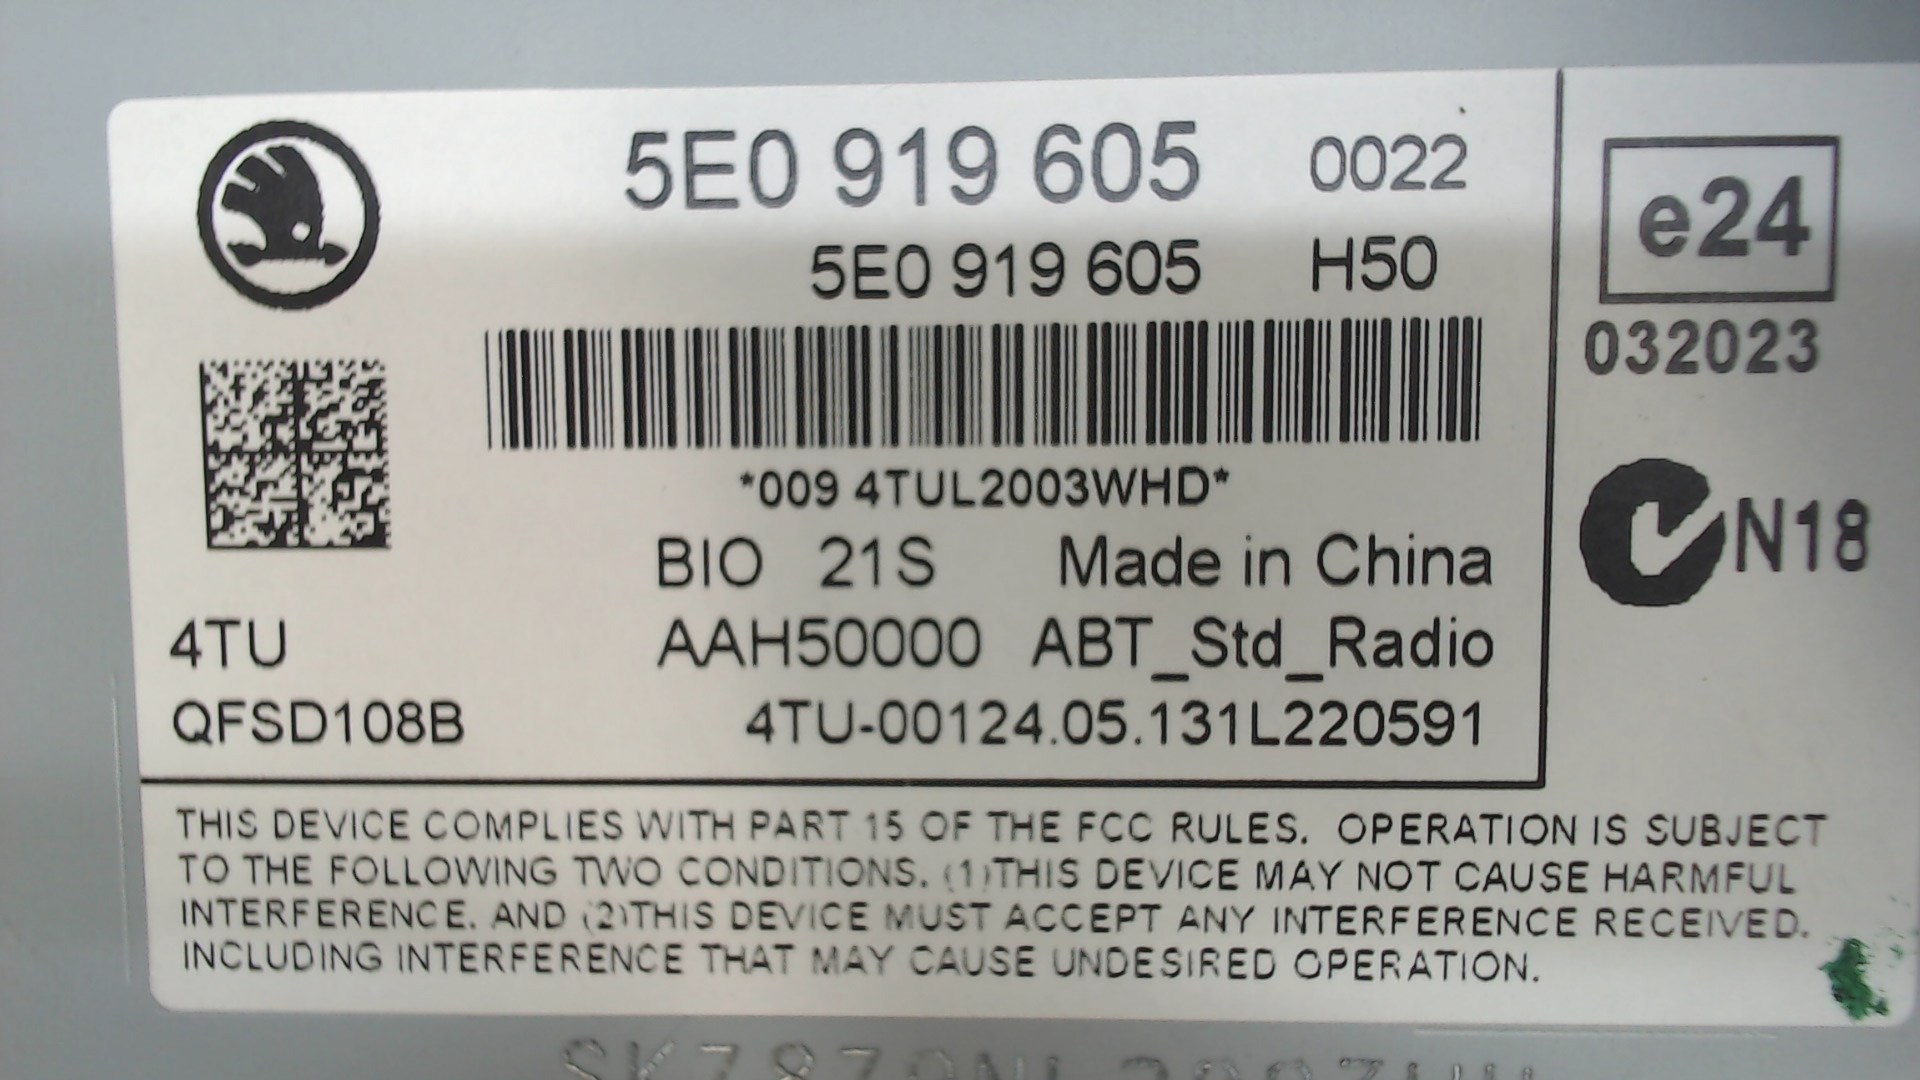 5E0 919 605 0022
5E0 919 605 H50
*009 4TUL2003WHD*
BIO 21S Made in China
4TU AAH50000 ABT_Std_Radio
QFSD108B 4TU-00124.05.131L220591
e24
032023
N18
THIS DEVICE COMPLIES WITH PART 15 OF THE FCC RULES. OPERATION IS SUBJECT
TO THE FOLLOWING TWO CONDITIONS. (1)THIS DEVICE MAY NOT CAUSE HARMFUL
INTERFERENCE. AND (2)THIS DEVICE MUST ACCEPT ANY INTERFERENCE RECEIVED.
INCLUDING INTERFERENCE THAT MAY CAUSE UNDESIRED OPERATION.